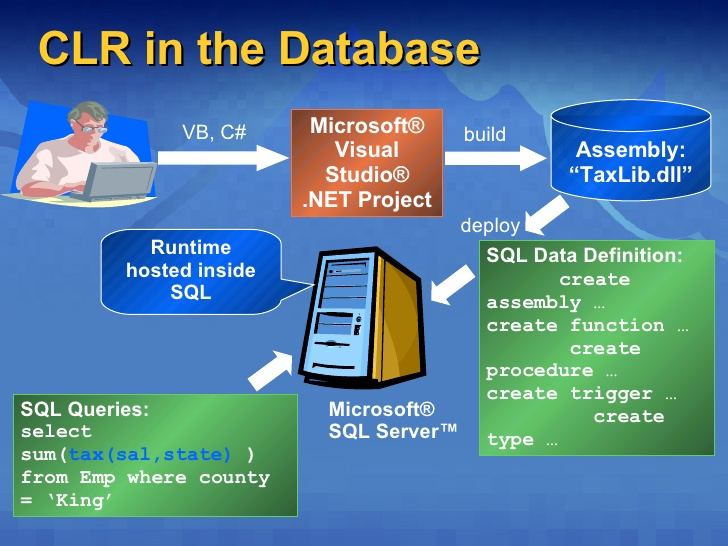 CLR in the Database
VB, C#
Microsoft®
Visual
Studio®
.NET Project
build
Assembly:
“TaxLib.dll”
deploy
Runtime
hosted inside
SQL
SQL Data Definition:
create
assembly …
create function …
create
procedure …
create trigger …
create
type …
Microsoft®
SQL Server™
SQL Queries:
select
sum(tax(sal,state) )
from Emp where county
= ‘King’